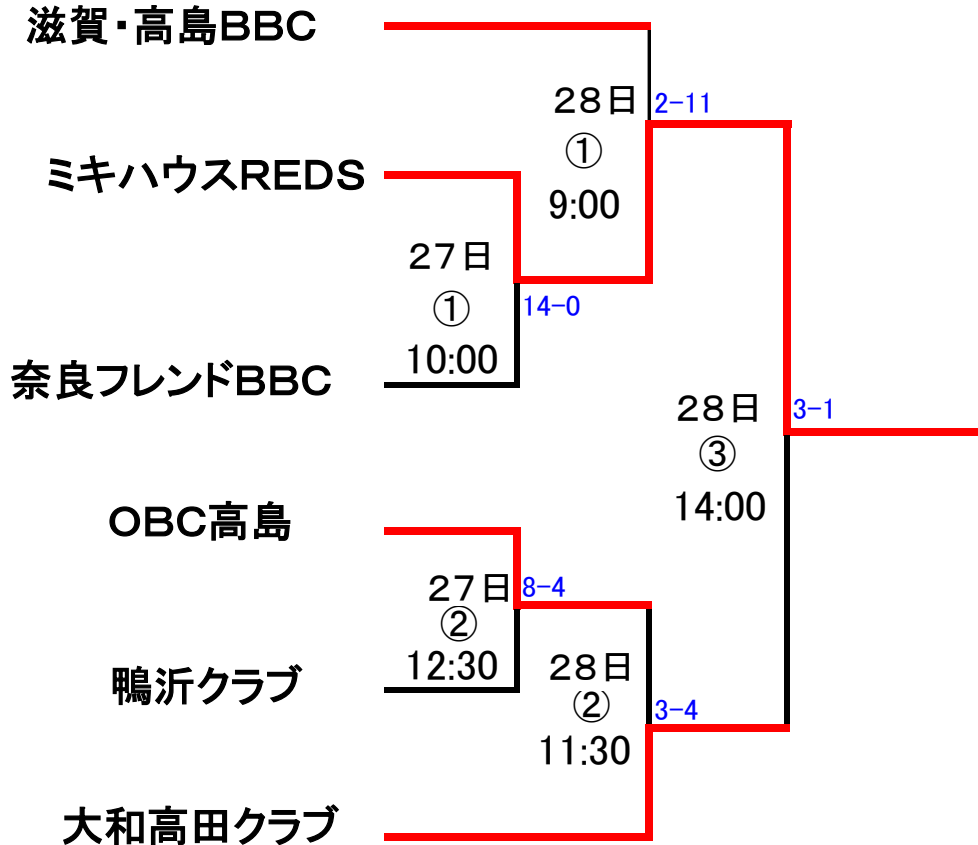 滋賀・高島BBC
28日
2-11
①
9:00
ミキハウスREDS
27日
①
14-0
10:00
奈良フレンドBBC
28日
3-1
③
14:00
OBC高島
27日
8-4
②
12:30
鴨沂クラブ
28日
②
3-4
11:30
大和高田クラブ